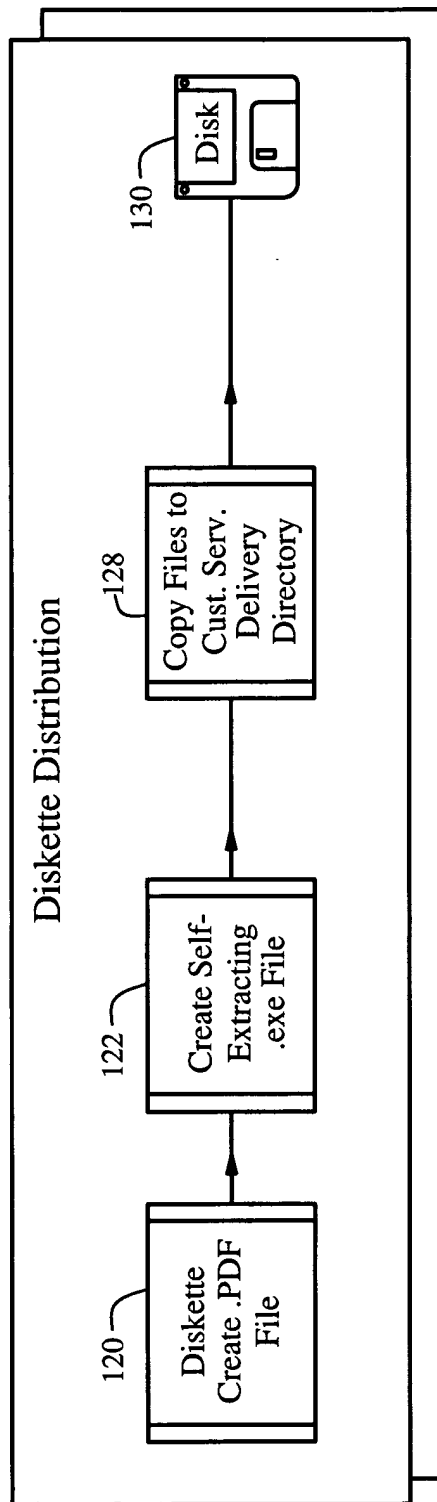 Diskette Distribution
120
Diskette
Create .PDF
File
122
Create Self-
Extracting
.exe File
128
Copy Files to
Cust. Serv.
Delivery
Directory
130
Disk